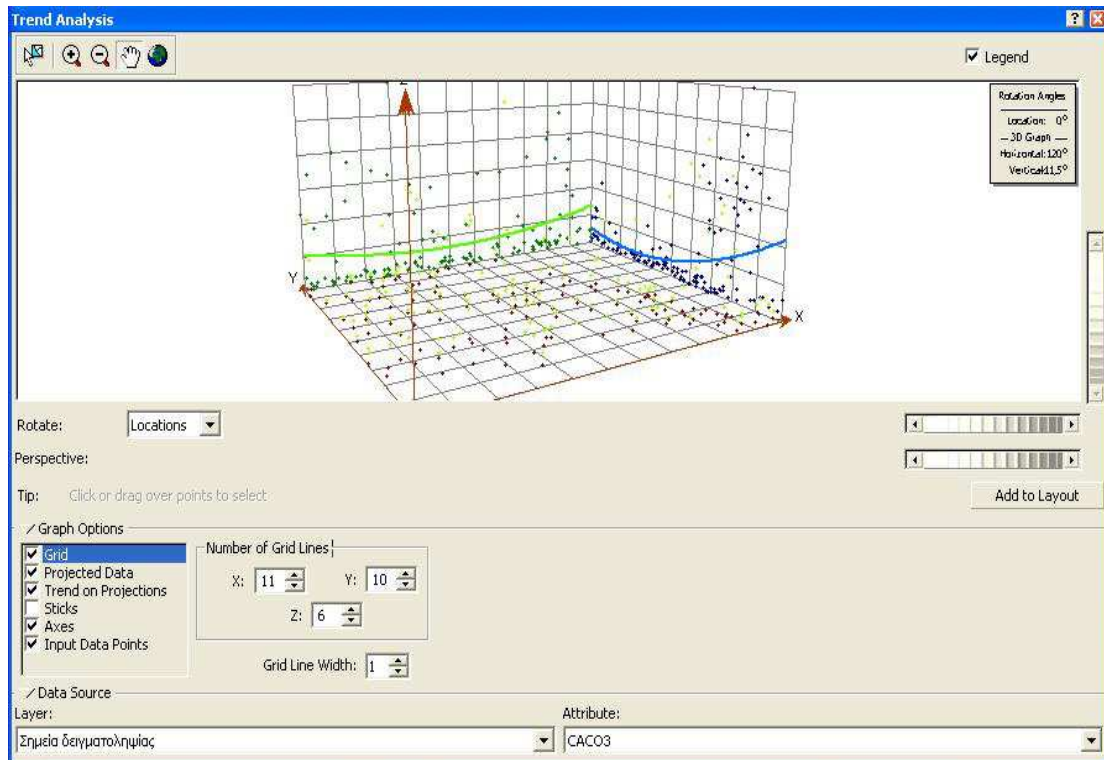 Trend Analysis
Legend
Rotation Angles
Location: 0°
3D Graph
Horizontal: 120°
Vertical:11,5°
Z
Y
X
Rotate: Locations
Perspective:
Tip: Click or drag over points to select
Add to Layout
Graph Options
Grid
Projected Data
Trend on Projections
Sticks
Axes
Input Data Points
Number of Grid Lines
X: 11 Y: 10
Z: 6
Grid Line Width: 1
Data Source
Layer: Attribute:
Σημεία δειγματοληψίας CACO3